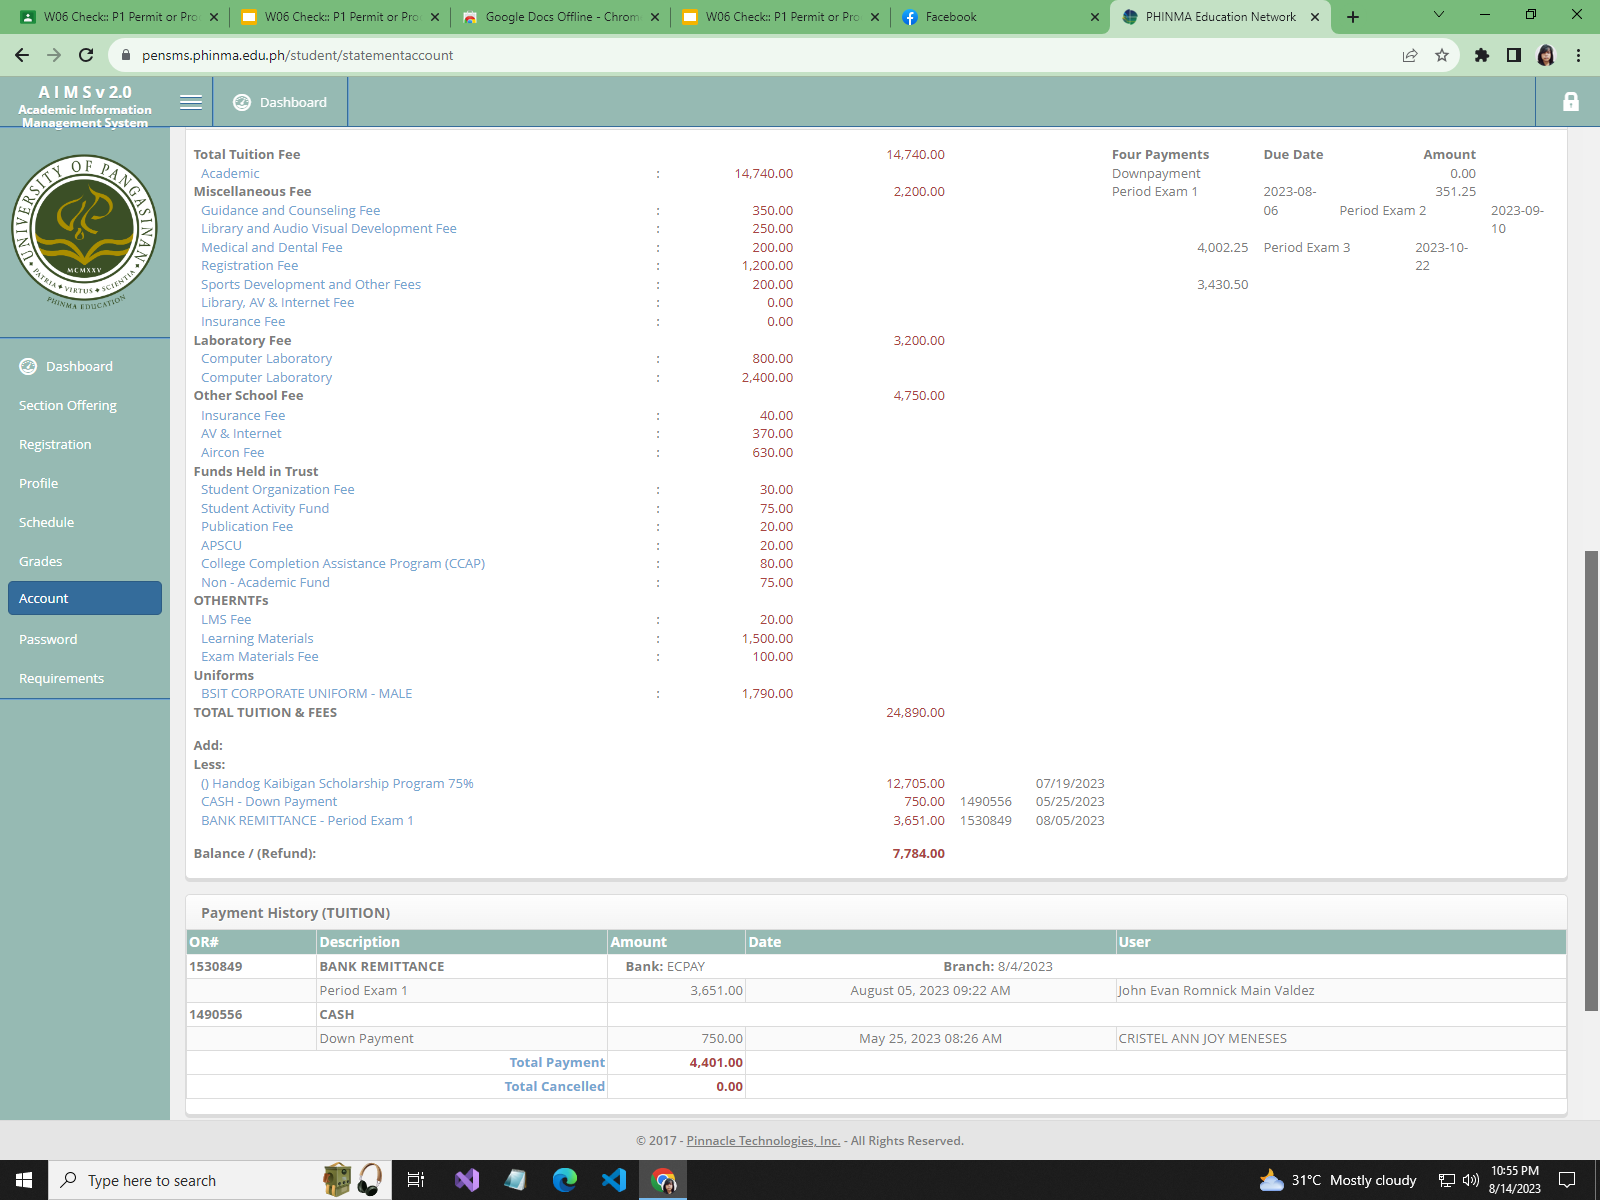 W06 Check:: P1 Permit or Pro
W06 Check:: P1 Permit or Pro
Google Docs Offline - Chrom
W06 Check:: P1 Permit or Pro
Facebook
PHINMA Education Network
pensms.phinma.edu.ph/student/statementaccount
A I M S v 2.0
Academic Information
Management System
Dashboard
UNIVERSITY OF PANGASINAN
MCMXXV
PATRIA • VIRTUS • SCIENTIA
PHINMA EDUCATION
Dashboard
Section Offering
Registration
Profile
Schedule
Grades
Account
Password
Requirements
Total Tuition Fee 14,740.00
Academic : 14,740.00
Miscellaneous Fee 2,200.00
Guidance and Counseling Fee : 350.00
Library and Audio Visual Development Fee : 250.00
Medical and Dental Fee : 200.00
Registration Fee : 1,200.00
Sports Development and Other Fees : 200.00
Library, AV & Internet Fee : 0.00
Insurance Fee : 0.00
Laboratory Fee 3,200.00
Computer Laboratory : 800.00
Computer Laboratory : 2,400.00
Other School Fee 4,750.00
Insurance Fee : 40.00
AV & Internet : 370.00
Aircon Fee : 630.00
Funds Held in Trust
Student Organization Fee : 30.00
Student Activity Fund : 75.00
Publication Fee : 20.00
APSCU : 20.00
College Completion Assistance Program (CCAP) : 80.00
Non - Academic Fund : 75.00
OTHERNTFs
LMS Fee : 20.00
Learning Materials : 1,500.00
Exam Materials Fee : 100.00
Uniforms
BSIT CORPORATE UNIFORM - MALE : 1,790.00
TOTAL TUITION & FEES 24,890.00
Add:
Less:
() Handog Kaibigan Scholarship Program 75% 12,705.00 07/19/2023
CASH - Down Payment 750.00 1490556 05/25/2023
BANK REMITTANCE - Period Exam 1 3,651.00 1530849 08/05/2023
Balance / (Refund): 7,784.00
Four Payments Due Date Amount
Downpayment 0.00
Period Exam 1 2023-08- 351.25
06 Period Exam 2 2023-09-
10
4,002.25 Period Exam 3 2023-10-
22
3,430.50
Payment History (TUITION)
OR# Description Amount Date User
1530849 BANK REMITTANCE Bank: ECPAY Branch: 8/4/2023
Period Exam 1 3,651.00 August 05, 2023 09:22 AM John Evan Romnick Main Valdez
1490556 CASH
Down Payment 750.00 May 25, 2023 08:26 AM CRISTEL ANN JOY MENESES
Total Payment 4,401.00
Total Cancelled 0.00
© 2017 - Pinnacle Technologies, Inc. - All Rights Reserved.
Type here to search
31°C Mostly cloudy
10:55 PM
8/14/2023